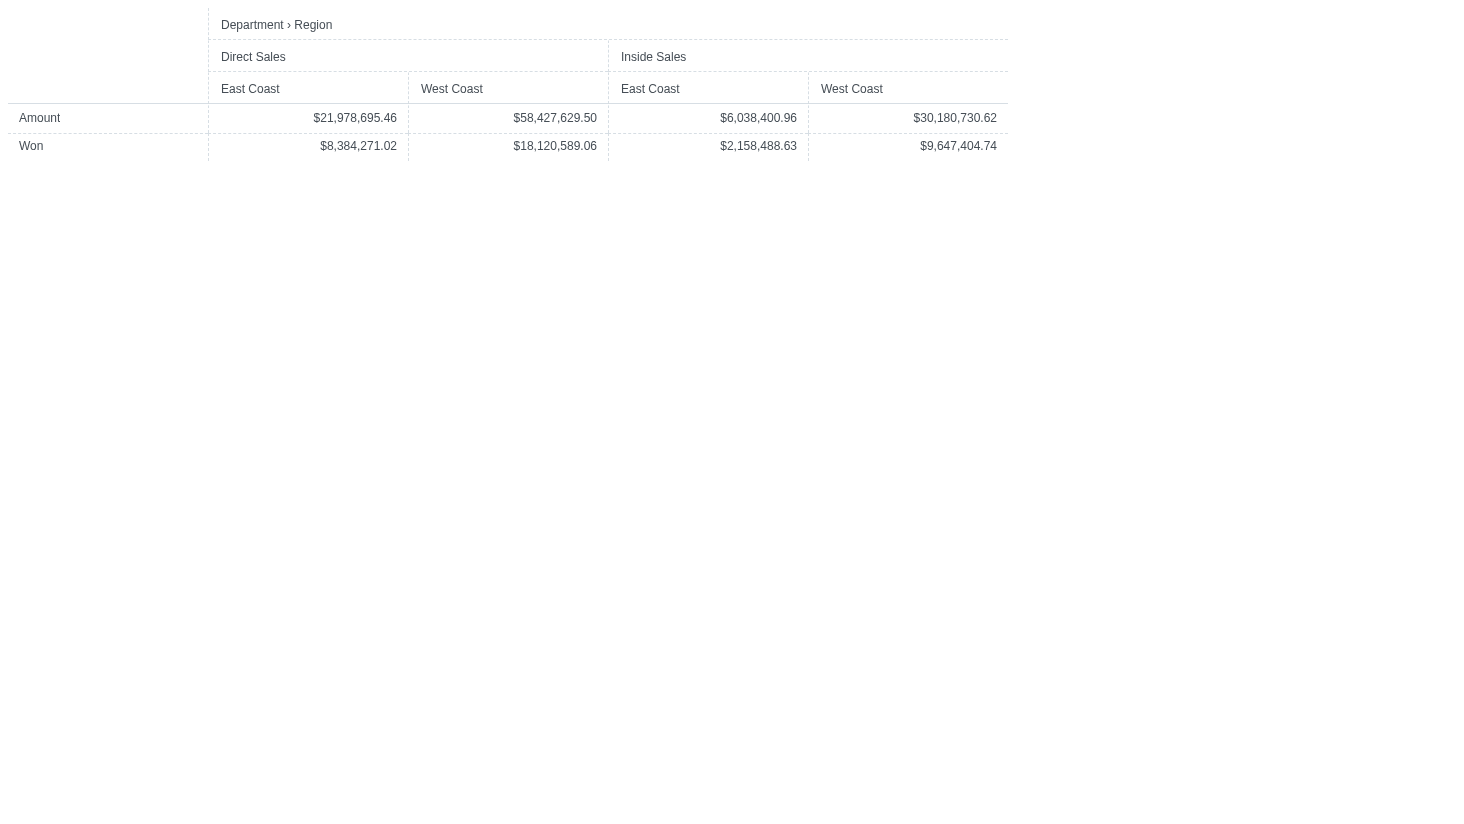 Department › Region
Direct Sales Inside Sales
East Coast West Coast East Coast West Coast
Amount $21,978,695.46 $58,427,629.50 $6,038,400.96 $30,180,730.62
Won $8,384,271.02 $18,120,589.06 $2,158,488.63 $9,647,404.74